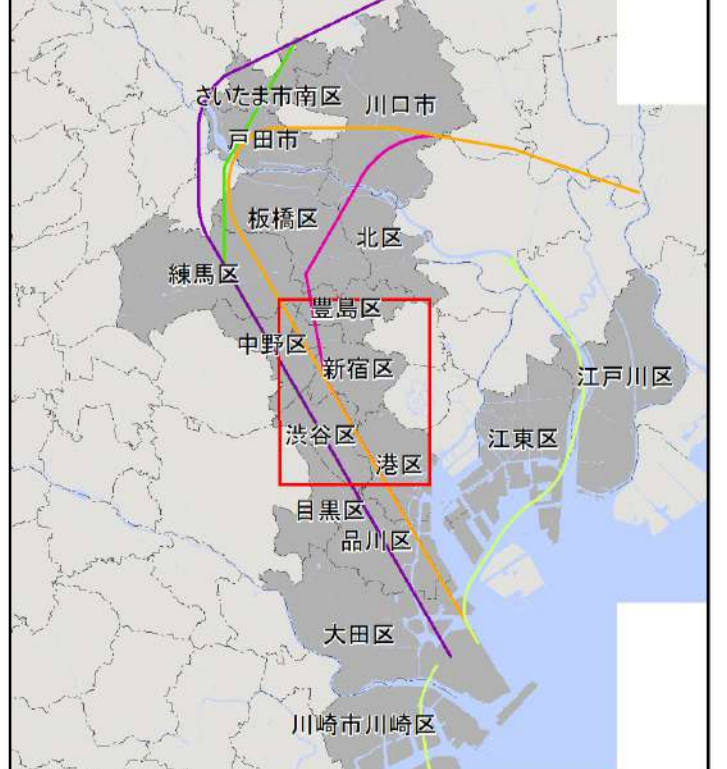 さいたま市南区
川口市
戸田市
板橋区
北区
練馬区
豊島区
中野区
新宿区
江戸川区
渋谷区
江東区
港区
目黒区
品川区
大田区
川崎市川崎区